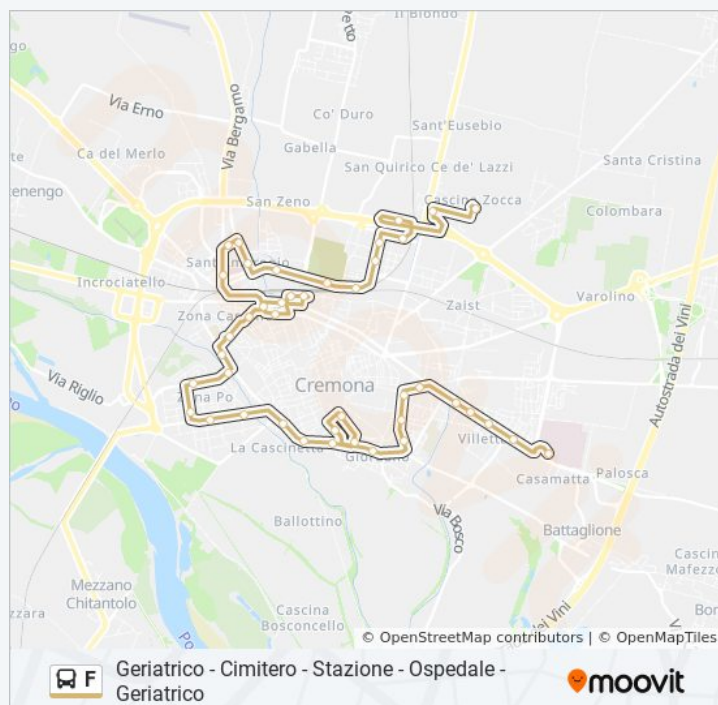 Il Biondo
Via Erno
Via Bergamo
Co' Duro
Sant'Eusebio
Ca del Merlo
Gabella
San Quirico Ce de' Lazzi
Santa Cristina
San Zeno
Cascina Zocca
Colombara
Incrociatello
Zaist
Varolino
Autostrada dei Vini
Via Riglio
Zona Po
Cremona
La Cascinetta
Casamatta
Palosca
Via Bosco
Ballottino
Battaglione
Mezzano
Chitantolo
Cascina
Bosconcello
© OpenStreetMap contributors | © OpenMapTiles
F
Geriatrico - Cimitero - Stazione - Ospedale -
Geriatrico
moovit